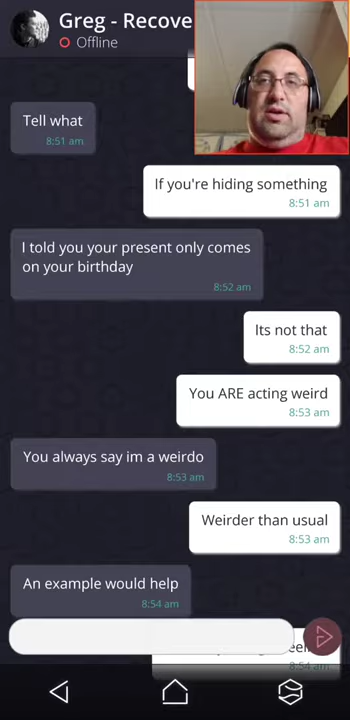 Greg - Recove
Offline
Tell what
8:51 am
If you're hiding something
8:51 am
I told you your present only comes
on your birthday
8:52 am
Its not that
8:52 am
You ARE acting weird
8:53 am
You always say im a weirdo
8:53 am
Weirder than usual
8:53 am
An example would help
8:54 am
8:54 am